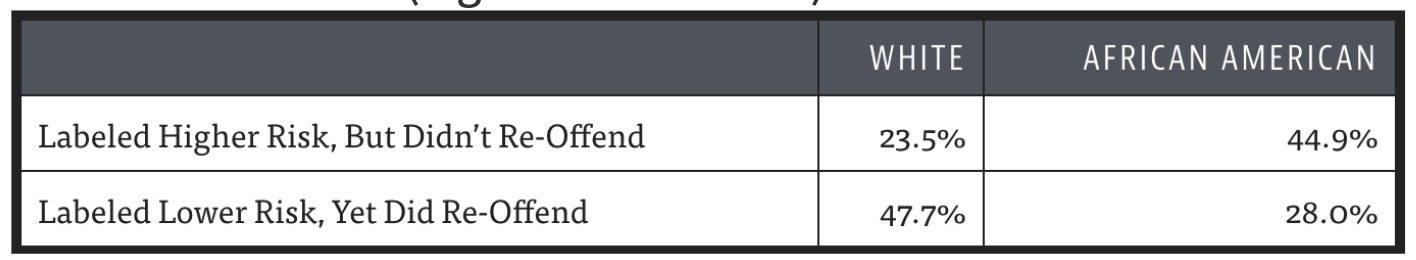 WHITE AFRICAN AMERICAN
Labeled Higher Risk, But Didn’t Re-Offend 23.5% 44.9%
Labeled Lower Risk, Yet Did Re-Offend 47.7% 28.0%